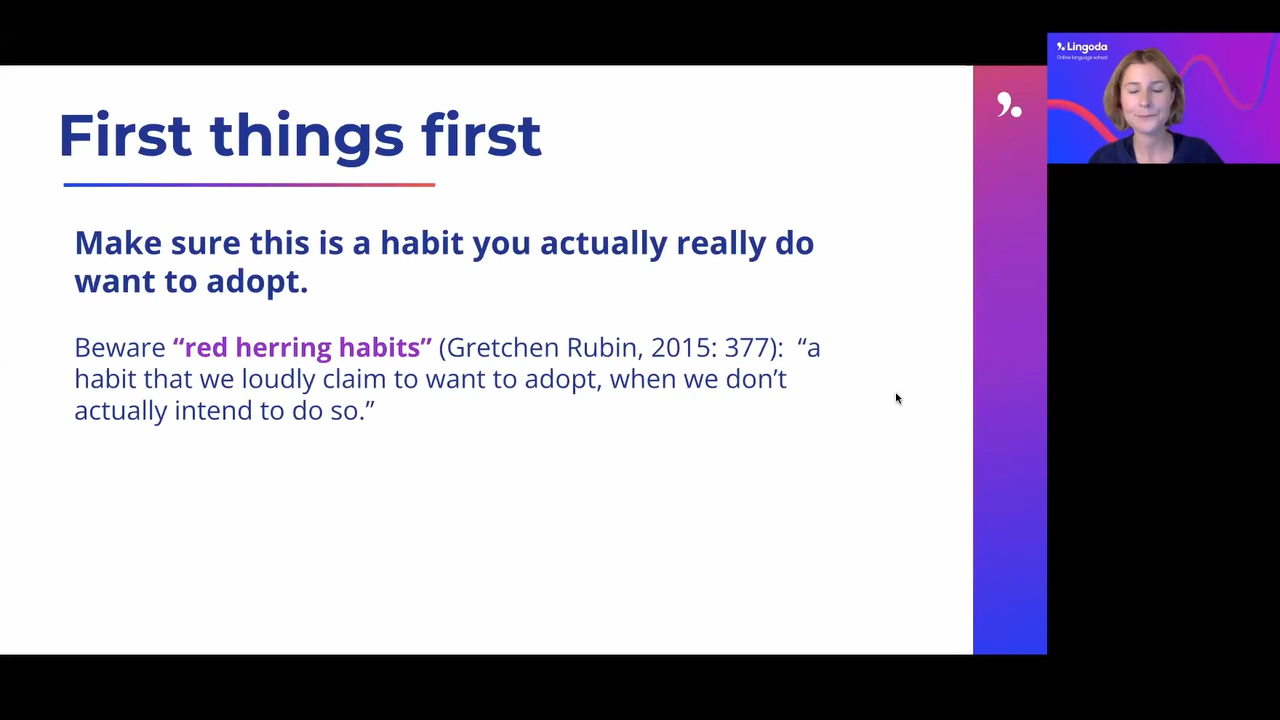 First things first
Make sure this is a habit you actually really do
want to adopt.
Beware “red herring habits” (Gretchen Rubin, 2015: 377):  “a
habit that we loudly claim to want to adopt, when we don’t
actually intend to do so.”
Lingoda
Online language school